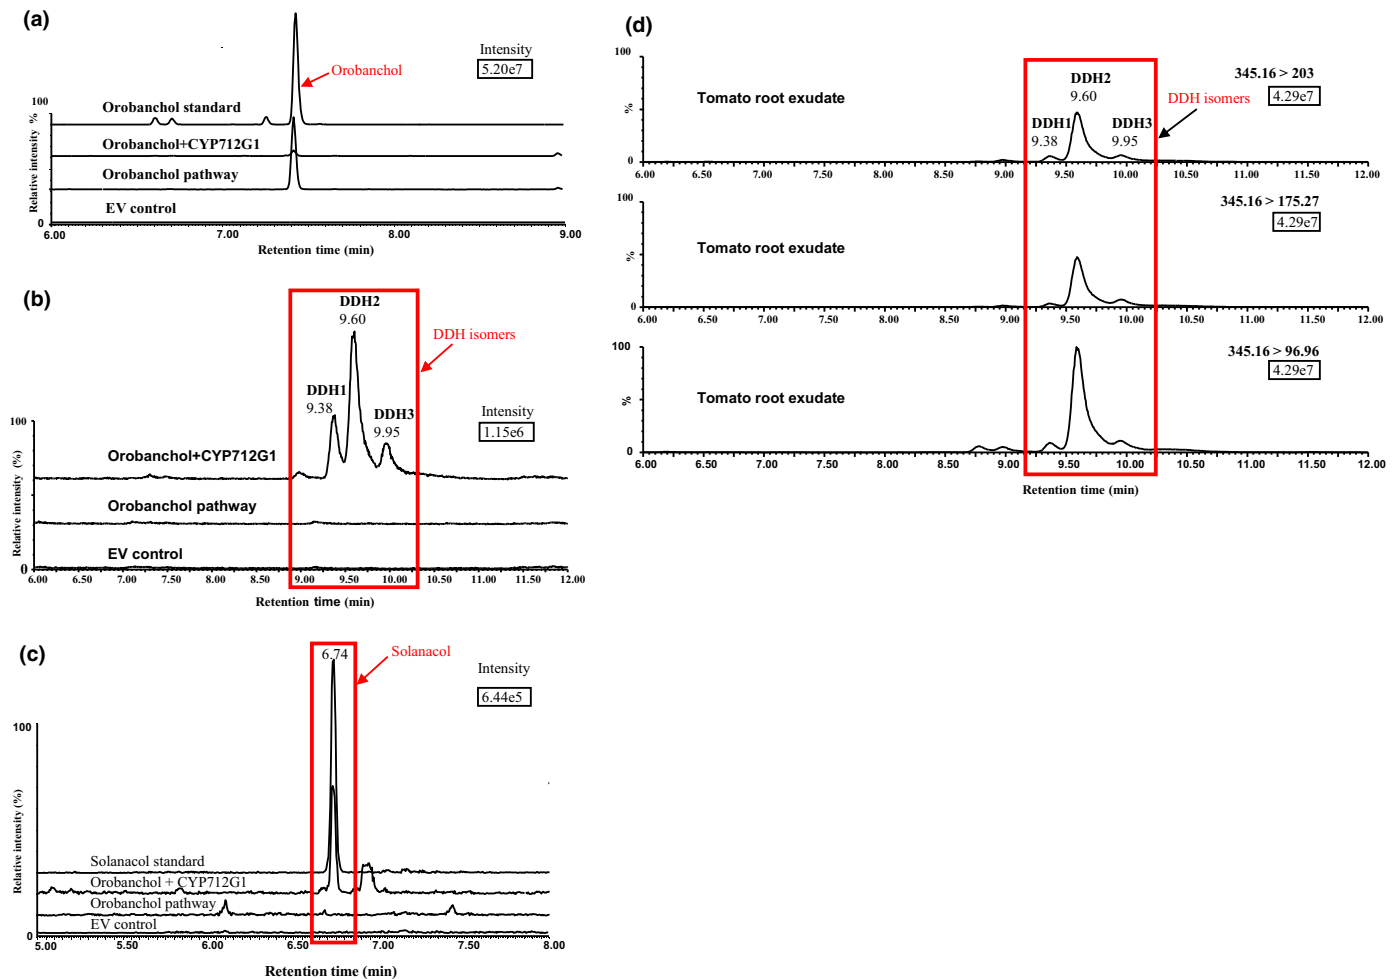 (a)
Intensity
5.20e7
Orobanchol
100
Relative intensity %
Orobanchol standard
Orobanchol+CYP712G1
Orobanchol pathway
EV control
0
6.00 7.00 8.00 9.00
Retention time (min)
(b)
DDH2
9.60
DDH isomers
DDH1
9.38
DDH3
9.95
Intensity
1.15e6
100
Relative intensity (%)
Orobanchol+CYP712G1
Orobanchol pathway
EV control
0
6.00 6.50 7.00 7.50 8.00 8.50 9.00 9.50 10.00 10.50 11.00 11.50 12.00
Retention time (min)
(c)
6.74
Solanacol
Intensity
6.44e5
100
Relative intensity (%)
Solanacol standard
Orobanchol + CYP712G1
Orobanchol pathway
EV control
0
5.00 5.50 6.00 6.50 7.00 7.50 8.00
Retention time (min)
(d)
100
%
0
Tomato root exudate
DDH2
9.60
DDH1
9.38
DDH3
9.95
DDH isomers
345.16 > 203
4.29e7
6.00 6.50 7.00 7.50 8.00 8.50 9.00 9.50 10.00 10.50 11.00 11.50 12.00
100
%
0
Tomato root exudate
345.16 > 175.27
4.29e7
6.00 6.50 7.00 7.50 8.00 8.50 9.00 9.50 10.00 10.50 11.00 11.50 12.00
100
%
0
Tomato root exudate
345.16 > 96.96
4.29e7
6.00 6.50 7.00 7.50 8.00 8.50 9.00 9.50 10.00 10.50 11.00 11.50 12.00
Retention time (min)